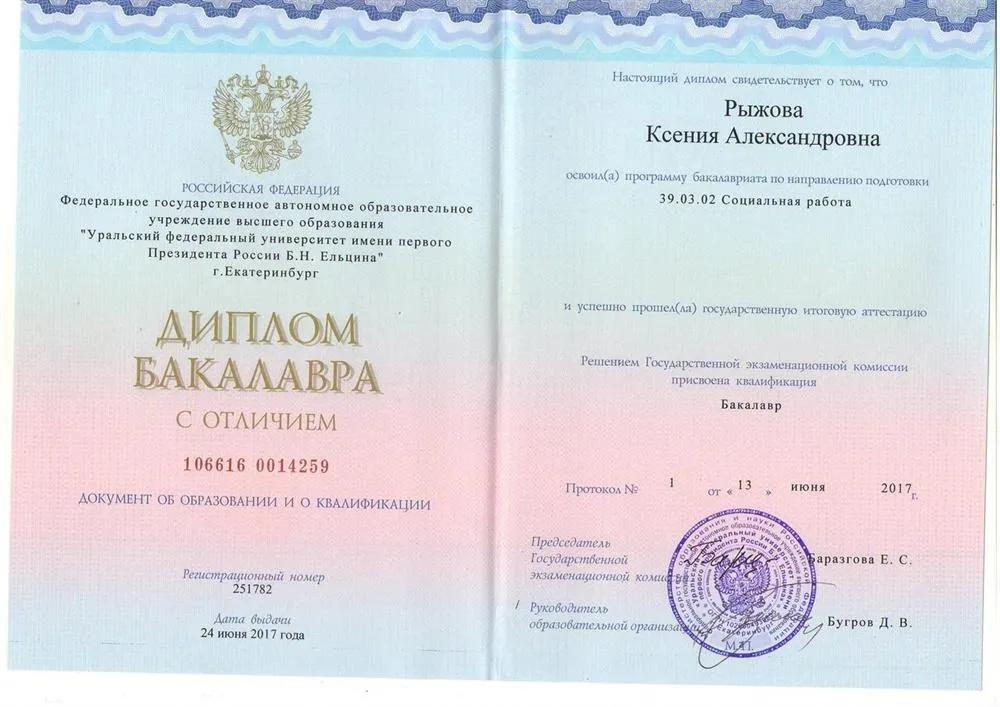 РОССИЙСКАЯ ФЕДЕРАЦИЯ
Федеральное государственное автономное образовательное
учреждение высшего образования
"Уральский федеральный университет имени первого
Президента России Б.Н. Ельцина"
г.Екатеринбург
ДИПЛОМ
БАКАЛАВРА
С ОТЛИЧИЕМ
106616 0014259
ДОКУМЕНТ ОБ ОБРАЗОВАНИИ И О КВАЛИФИКАЦИИ
Регистрационный номер
251782
Дата выдачи
24 июня 2017 года
Настоящий диплом свидетельствует о том, что
Рыжова
Ксения Александровна
освоил(а) программу бакалавриата по направлению подготовки
39.03.02 Социальная работа
и успешно прошел(ла) государственную итоговую аттестацию
Решением Государственной экзаменационной комиссии
присвоена квалификация
Бакалавр
Протокол № 1 от « 13 » июня 2017 г.
Председатель
Государственной
экзаменационной комиссии
Баразгова Е. С.
Руководитель
образовательной организации
Бугров Д. В.
М.П.